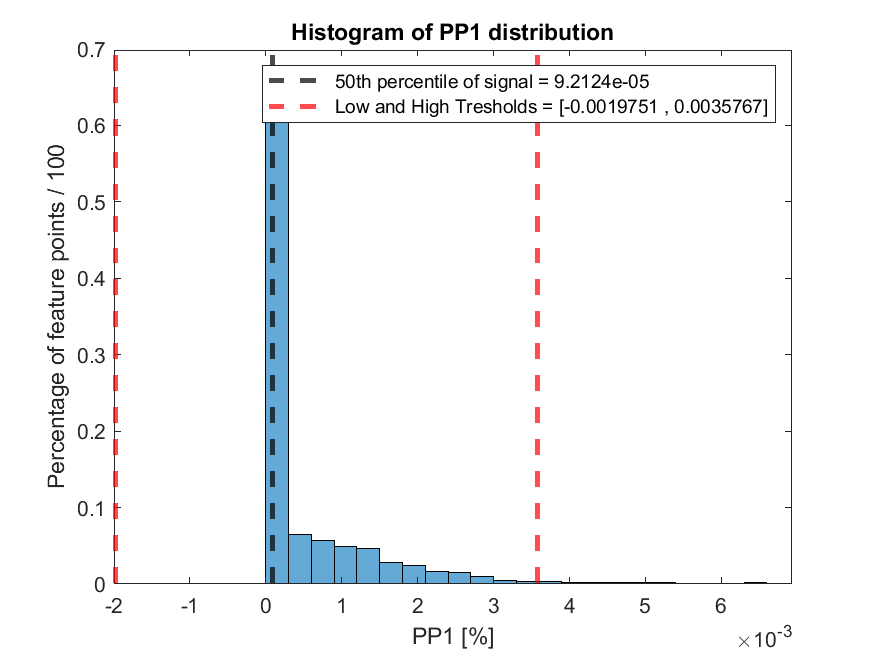 Histogram of PP1 distribution
0.7
50th percentile of signal = 9.2124e-05
Low and High Tresholds = [-0.0019751 , 0.0035767]
0.6
0.5
0.4
0.3
0.2
0.1
0
Percentage of feature points / 100
-2 -1 0 1 2 3 4 5 6
PP1 [%]
×10⁻³